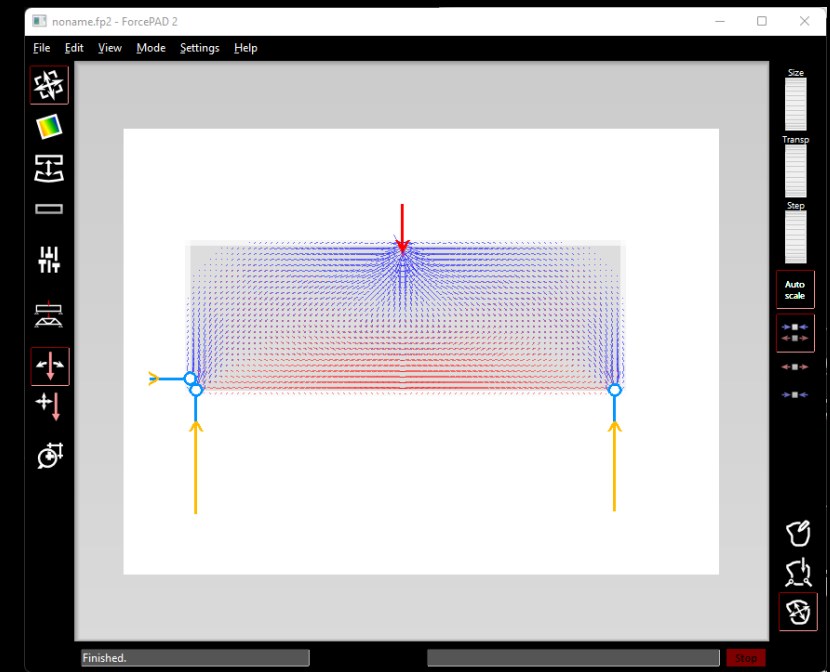 noname.fp2 - ForcePAD 2
File Edit View Mode Settings Help
Size
Transp
Step
Auto
scale
Finished.
Stop